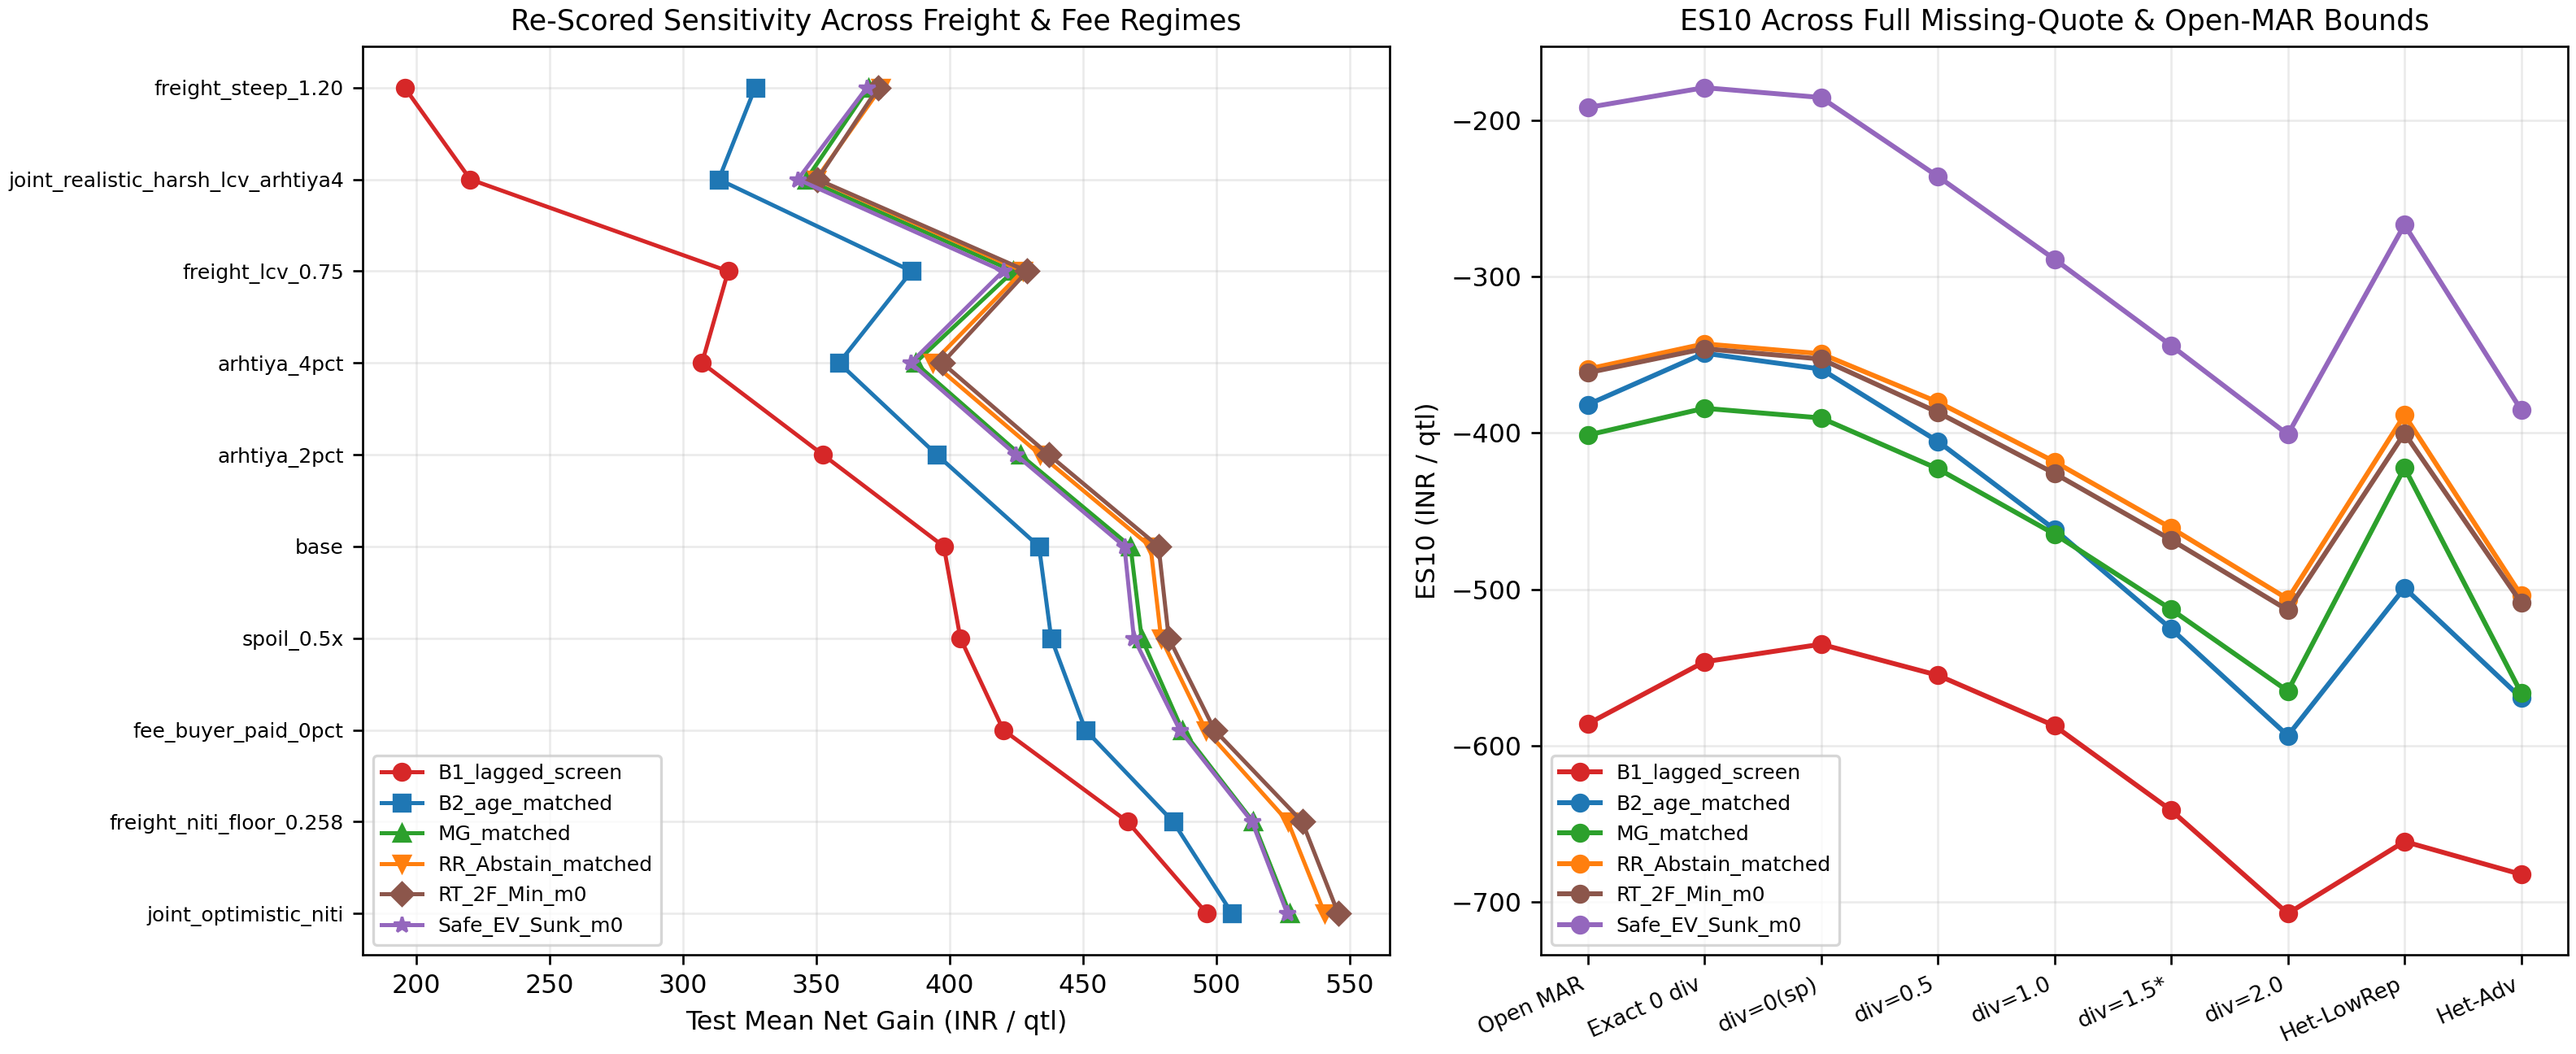 Re-Scored Sensitivity Across Freight & Fee Regimes
freight_steep_1.20
joint_realistic_harsh_lcv_arhtiya4
freight_lcv_0.75
arhtiya_4pct
arhtiya_2pct
base
spoil_0.5x
fee_buyer_paid_0pct
freight_niti_floor_0.258
joint_optimistic_niti
B1_lagged_screen
B2_age_matched
MG_matched
RR_Abstain_matched
RT_2F_Min_m0
Safe_EV_Sunk_m0
200 250 300 350 400 450 500 550
Test Mean Net Gain (INR / qtl)
ES10 Across Full Missing-Quote & Open-MAR Bounds
ES10 (INR / qtl)
−200
−300
−400
−500
−600
−700
B1_lagged_screen
B2_age_matched
MG_matched
RR_Abstain_matched
RT_2F_Min_m0
Safe_EV_Sunk_m0
Open MAR
Exact 0 div
div=0(sp)
div=0.5
div=1.0
div=1.5*
div=2.0
Het-LowRep
Het-Adv